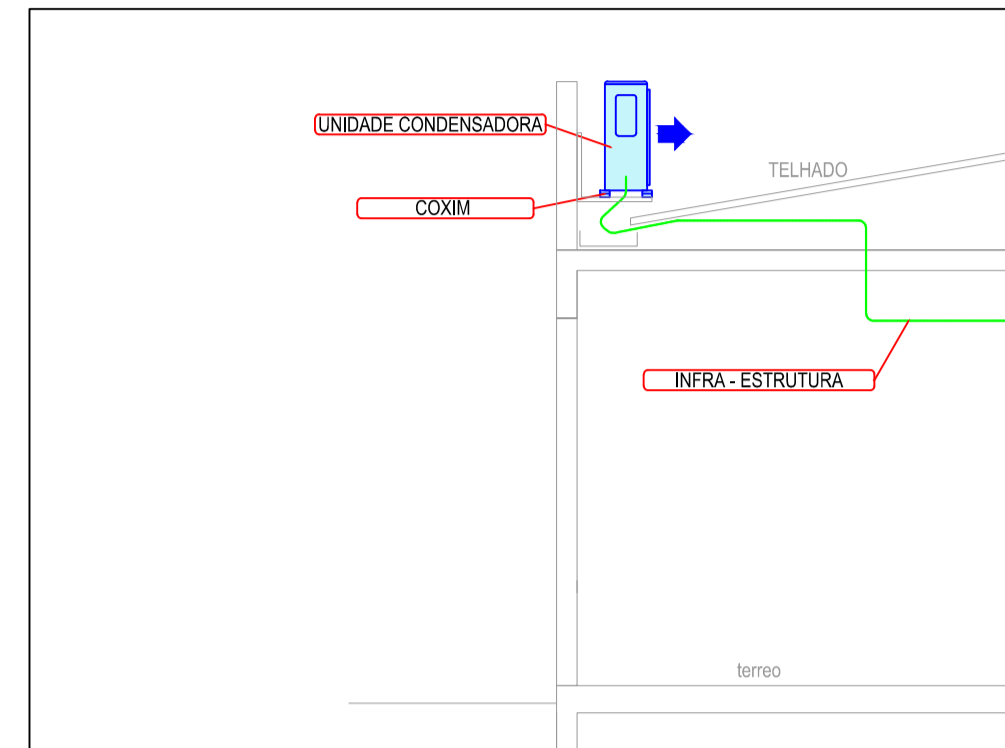 UNIDADE CONDENSADORA
TELHADO
COXIM
INFRA - ESTRUTURA
terreo